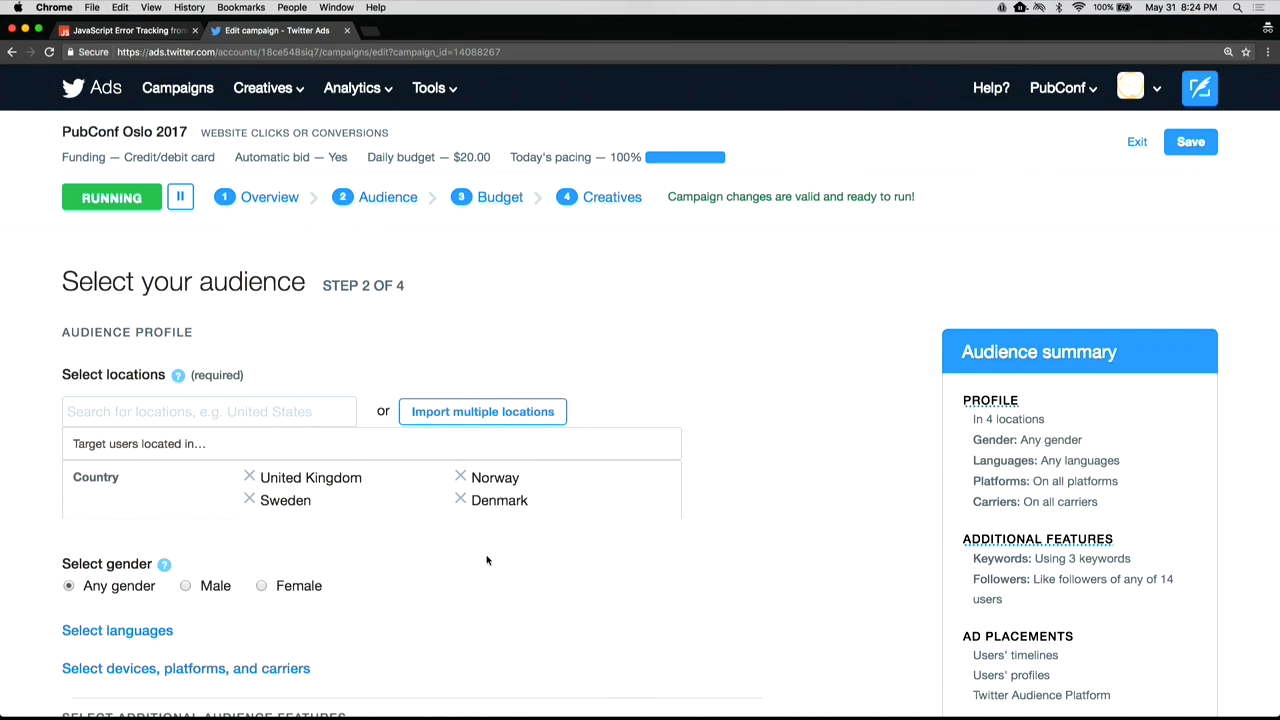 Chrome File Edit View History Bookmarks People Window Help 100% May 31 8:24 PM
JavaScript Error Tracking from Edit campaign - Twitter Ads
Secure https://ads.twitter.com/accounts/18ce548siq7/campaigns/edit?campaign_id=14088267
Ads Campaigns Creatives Analytics Tools Help? PubConf
PubConf Oslo 2017 WEBSITE CLICKS OR CONVERSIONS
Exit Save
Funding — Credit/debit card Automatic bid — Yes Daily budget — $20.00 Today's pacing — 100%
RUNNING 1 Overview 2 Audience 3 Budget 4 Creatives Campaign changes are valid and ready to run!
Select your audience STEP 2 OF 4
AUDIENCE PROFILE
Select locations ? (required)
Search for locations, e.g. United States or Import multiple locations
Target users located in...
Country United Kingdom Norway
Sweden Denmark
Select gender ?
Any gender Male Female
Select languages
Select devices, platforms, and carriers
SELECT ADDITIONAL AUDIENCE FEATURES
Audience summary
PROFILE
In 4 locations
Gender: Any gender
Languages: Any languages
Platforms: On all platforms
Carriers: On all carriers
ADDITIONAL FEATURES
Keywords: Using 3 keywords
Followers: Like followers of any of 14
users
AD PLACEMENTS
Users' timelines
Users' profiles
Twitter Audience Platform